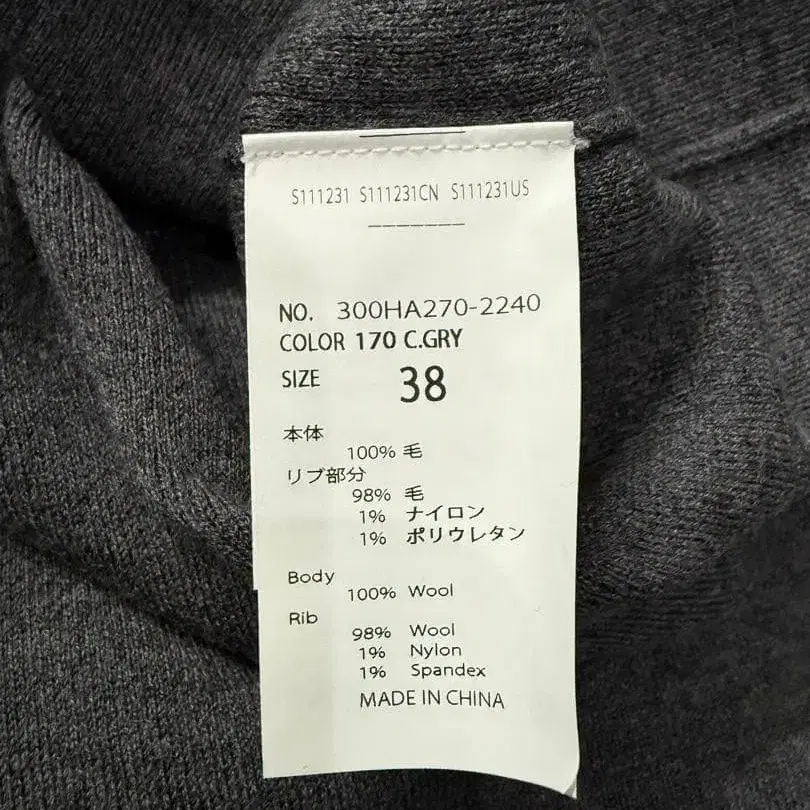 S111231 S111231CN S111231US
NO. 300HA270-2240
COLOR 170 C.GRY
SIZE 38
本体
100% 毛
リブ部分
98% 毛
1% ナイロン
1% ポリウレタン
Body
100% Wool
Rib
98% Wool
1% Nylon
1% Spandex
MADE IN CHINA